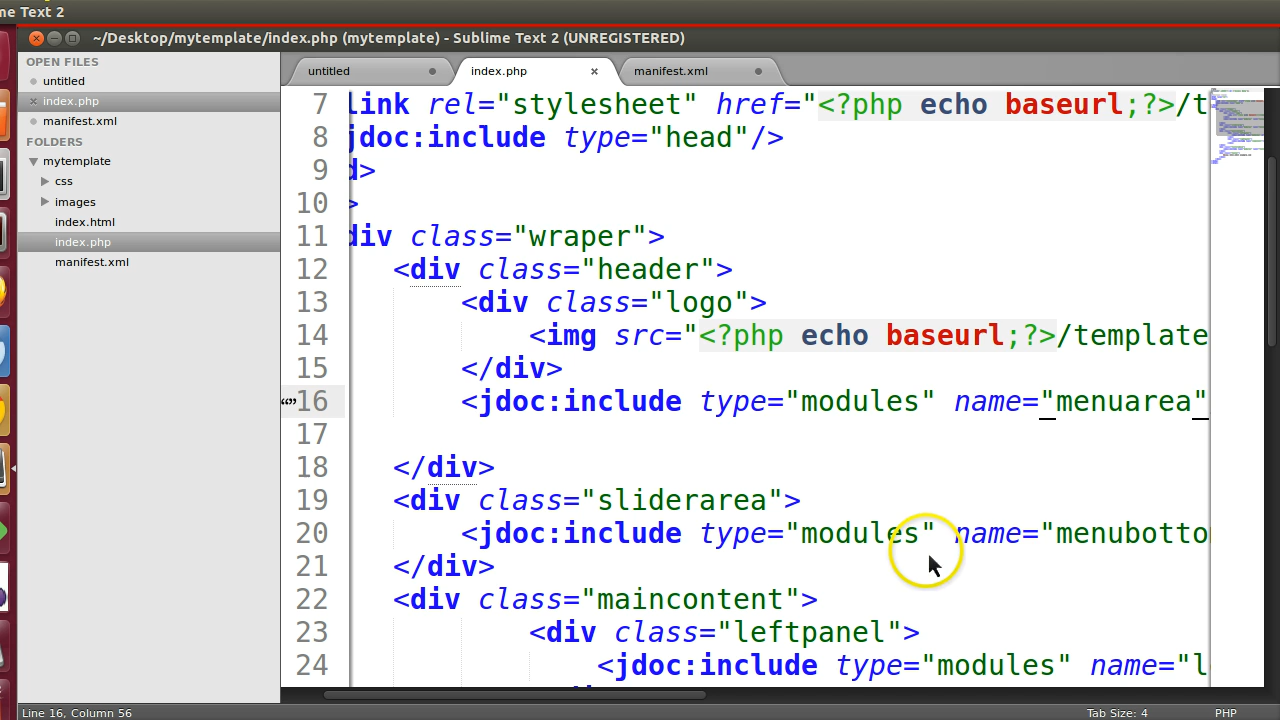 me Text 2
~/Desktop/mytemplate/index.php (mytemplate) - Sublime Text 2 (UNREGISTERED)
OPEN FILES
untitled
index.php
manifest.xml
FOLDERS
mytemplate
css
images
index.html
index.php
manifest.xml
untitled
index.php
manifest.xml
7 link rel="stylesheet" href="<?php echo baseurl;?>/t
8 jdoc:include type="head"/>
9 d>
10 >
11 div class="wraper">
12 <div class="header">
13 <div class="logo">
14 <img src="<?php echo baseurl;?>/template
15 </div>
16 <jdoc:include type="modules" name="menuarea"
17
18 </div>
19 <div class="sliderarea">
20 <jdoc:include type="modules" name="menubotto
21 </div>
22 <div class="maincontent">
23 <div class="leftpanel">
24 <jdoc:include type="modules" name="l
Line 16, Column 56
Tab Size: 4
PHP